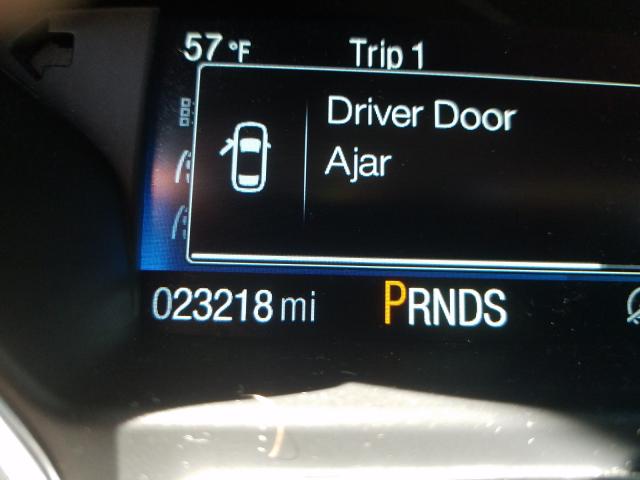 57 °F Trip 1
Driver Door
Ajar
023218 mi PRNDS